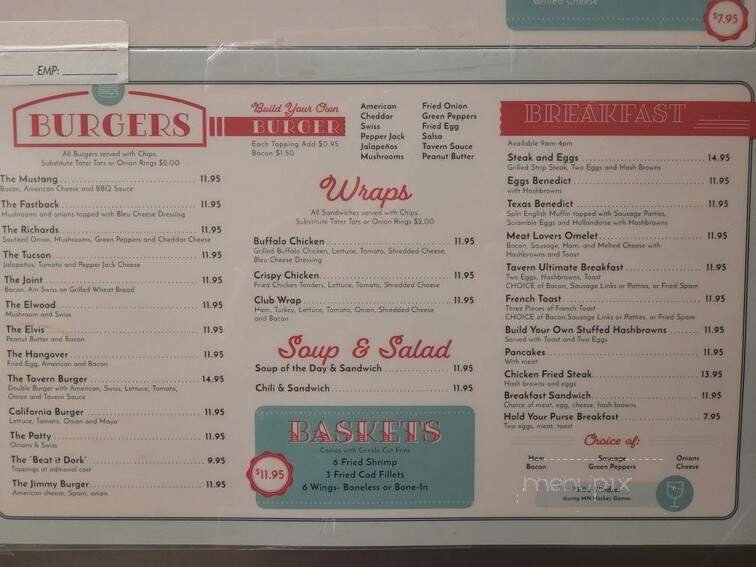 Grilled Cheese
$7.95
EMP:
BURGERS
All Burgers served with Chips.
Substitute Tater Tats or Onion Rings $2.00
The Mustang 11.95
Bacon, American Cheese and BBQ Sauce
The Fastback 11.95
Mushrooms and onions topped with Bleu Cheese Dressing
The Richards 11.95
Sauteed Onion, Mushrooms, Green Peppers and Cheddar Cheese
The Tucson 11.95
Jalapeños, Tomato and Pepper Jack Cheese
The Joint 11.95
Bacon, Am Swiss on Grilled Wheat Bread
The Elwood 11.95
Mushroom and Swiss
The Elvis 11.95
Peanut Butter and Bacon
The Hangover 11.95
Fried Egg, American and Bacon
The Tavern Burger 14.95
Double Burger with American, Swiss, Lettuce, Tomato,
Onion and Tavern Sauce
California Burger 11.95
Lettuce, Tomato, Onion and Mayo
The Patty 11.95
Onions & Swiss
The "Beat it Dork" 9.95
Toppings at aditional cost
The Jimmy Burger 11.95
American cheese, Spam, onion
Build Your Own
BURGER
Each Topping Add $0.95
Bacon $1.50
American
Cheddar
Swiss
Pepper Jack
Jalapeños
Mushrooms
Fried Onion
Green Peppers
Fried Egg
Salsa
Tavern Sauce
Peanut Butter
Wraps
All Sandwiches served with Chips.
Substitute Tater Tats or Onion Rings $2.00
Buffalo Chicken 11.95
Grilled Buffalo Chicken, Lettuce, Tomato, Shredded Cheese,
Bleu Cheese Dressing
Crispy Chicken 11.95
Fried Chicken Tenders, Lettuce, Tomato, Shredded Cheese
Club Wrap 11.95
Ham, Turkey, Lettuce, Tomato, Onion, Shredded Cheese
and Bacon
Soup & Salad
Soup of the Day & Sandwich 11.95
Chili & Sandwich 11.95
BASKETS
Comes with Crinkle Cut Fries
6 Fried Shrimp
3 Fried Cod Fillets
6 Wings- Boneless or Bone-In
$11.95
BREAKFAST
Available 9am-4pm
Steak and Eggs 14.95
Grilled Strip Steak, Two Eggs and Hash Browns
Eggs Benedict 11.95
with Hashbrowns
Texas Benedict 11.95
Split English Muffin topped with Sausage Patties,
Scramble Eggs and Hollandaise with Hashbrowns
Meat Lovers Omelet 11.95
Bacon, Sausage, Ham, and Melted Cheese with
Hashbrowns and Toast
Tavern Ultimate Breakfast 11.95
Two Eggs, Hashbrowns, Toast
CHOICE of Bacon, Sausage Links or Patties, or Fried Spam
French Toast 11.95
Three Pieces of French Toast
CHOICE of Bacon, Sausage Links or Patties, or Fried Spam
Build Your Own Stuffed Hashbrowns 11.95
Served with Toast and Two Eggs
Pancakes 11.95
With meat
Chicken Fried Steak 13.95
Hash browns and eggs
Breakfast Sandwich 11.95
Choice of meat, egg, cheese, hash browns
Hold Your Purse Breakfast 7.95
Two eggs, meat, toast
Choice of:
Ham
Bacon
Sausage
Green Peppers
Onions
Cheese
menupix
during MN Hockey Games